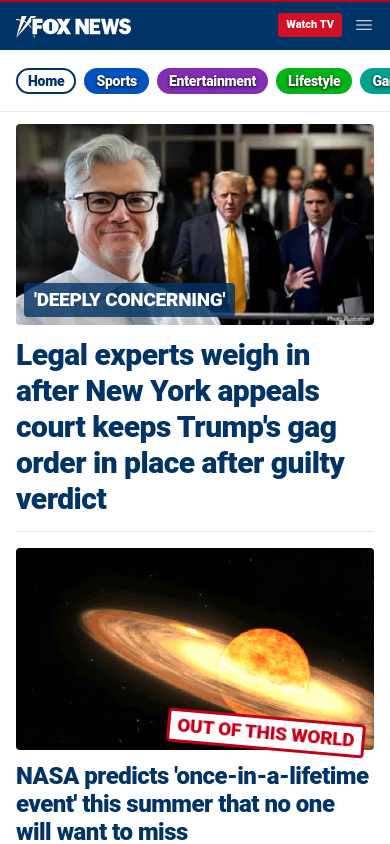 FOX NEWS
Watch TV
Home
Sports
Entertainment
Lifestyle
'DEEPLY CONCERNING'
Photo Illustration
Legal experts weigh in
after New York appeals
court keeps Trump's gag
order in place after guilty
verdict
OUT OF THIS WORLD
NASA predicts 'once-in-a-lifetime
event' this summer that no one
will want to miss